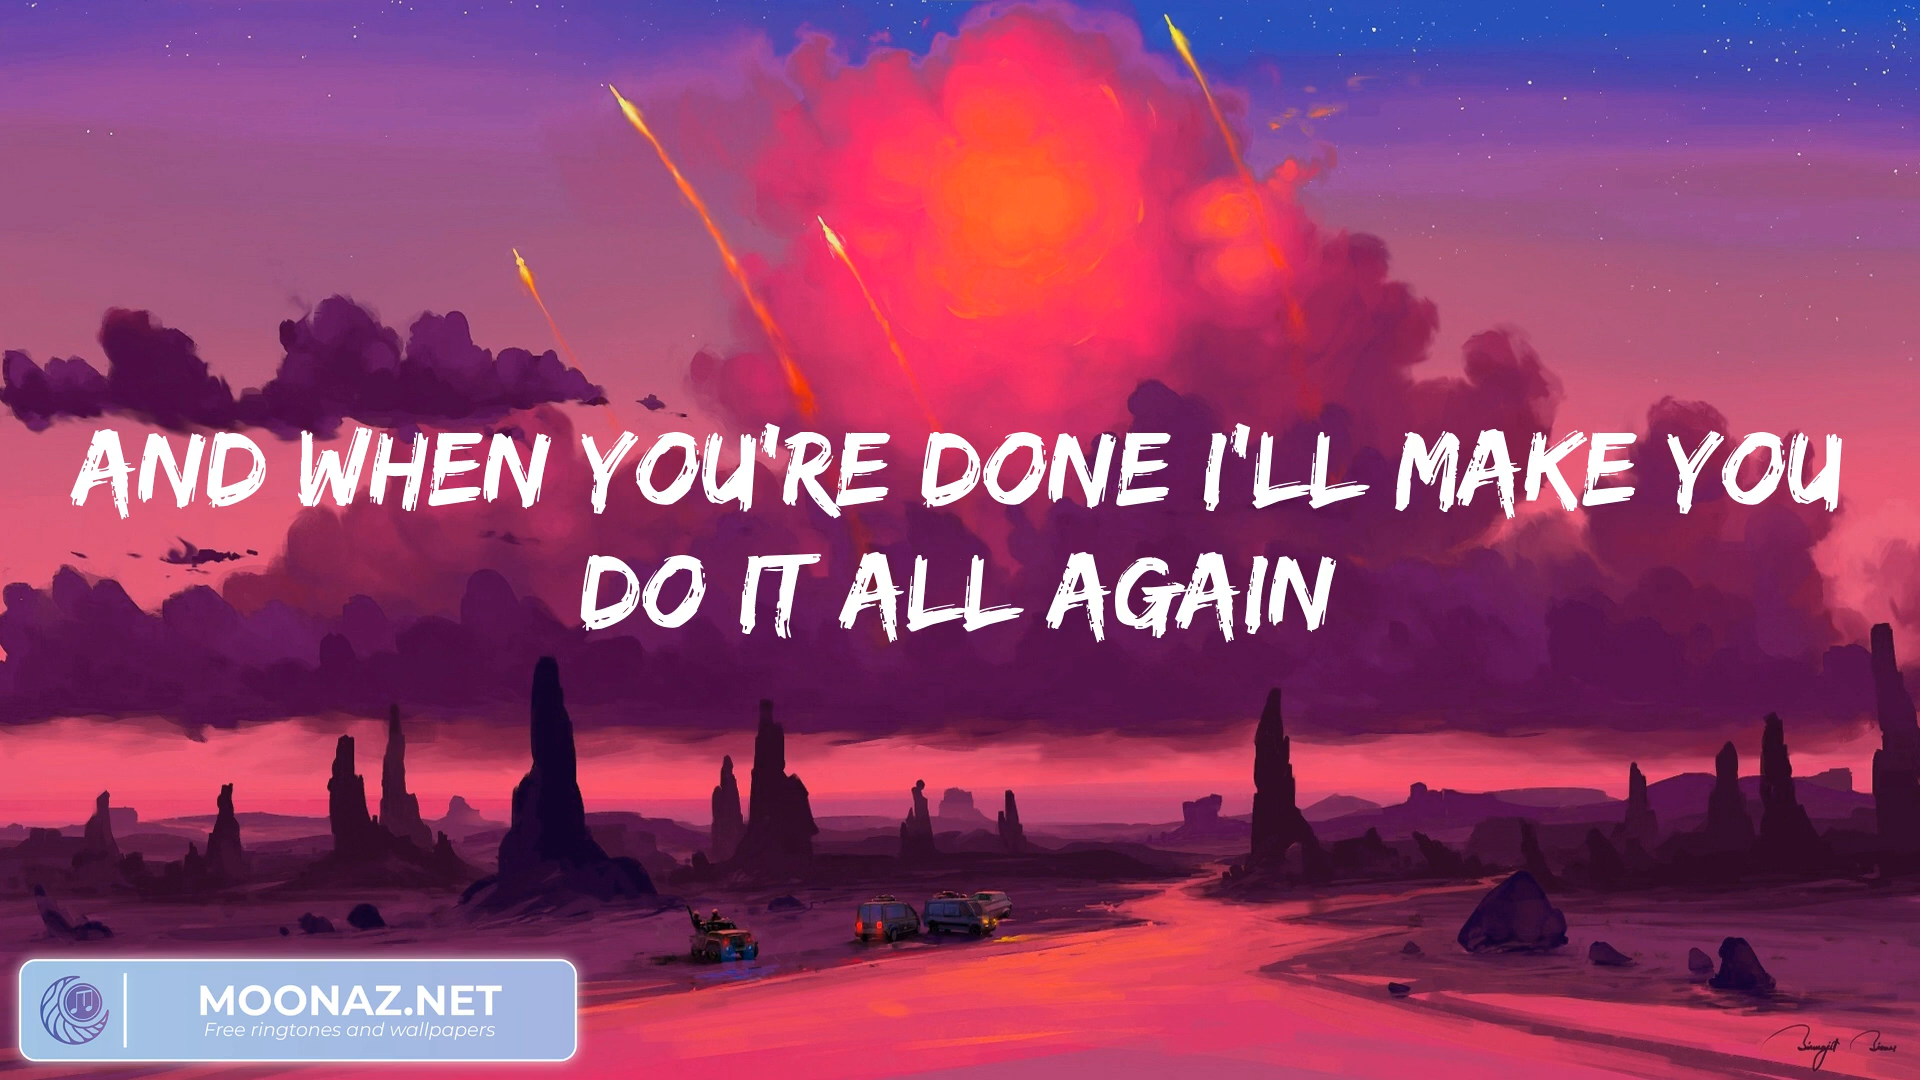 AND WHEN YOU'RE DONE I'LL MAKE YOU
DO IT ALL AGAIN
MOONAZ.NET
Free ringtones and wallpapers